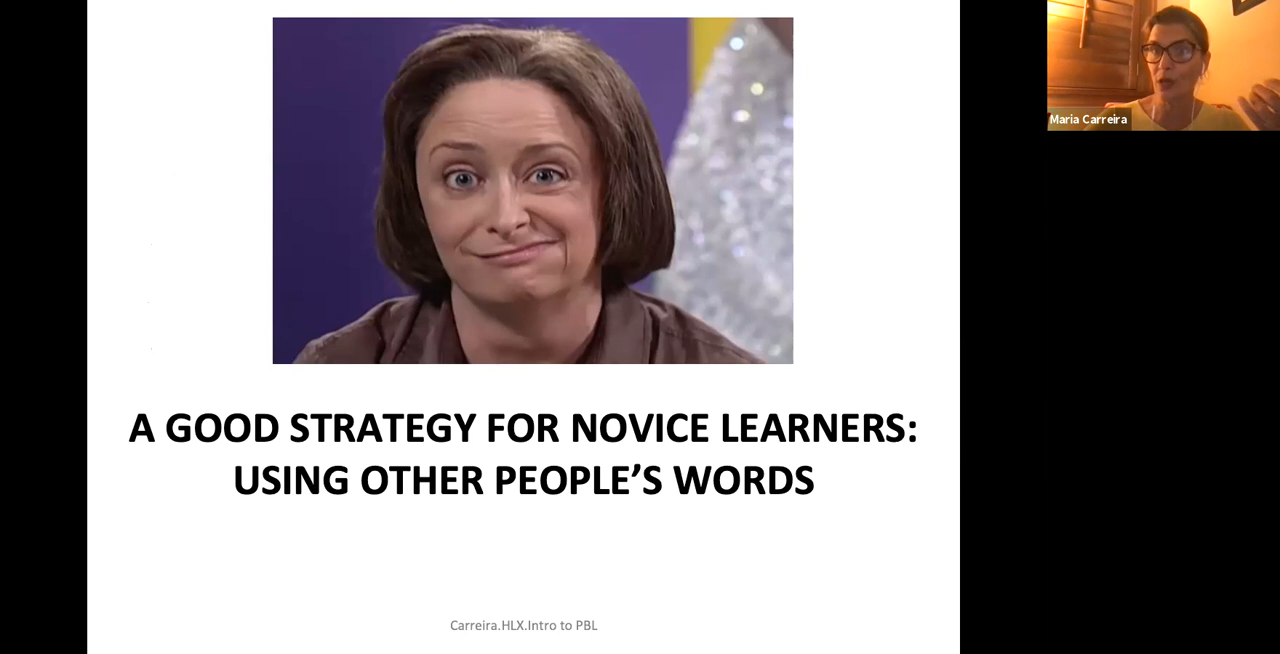 Maria Carreira
A GOOD STRATEGY FOR NOVICE LEARNERS:
USING OTHER PEOPLE’S WORDS
Carreira.HLX.Intro to PBL